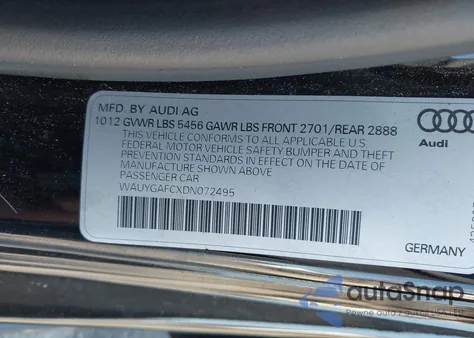 MFD. BY AUDI AG
1012 GVWR LBS 5456 GAWR LBS FRONT 2701/REAR 2888
THIS VEHICLE CONFORMS TO ALL APPLICABLE U.S.
FEDERAL MOTOR VEHICLE SAFETY BUMPER AND THEFT
PREVENTION STANDARDS IN EFFECT ON THE DATE OF
MANUFACTURE SHOWN ABOVE
PASSENGER CAR
WAUYGAFCXDN072495
Audi
GERMANY
autoSnap
Pewne auto z